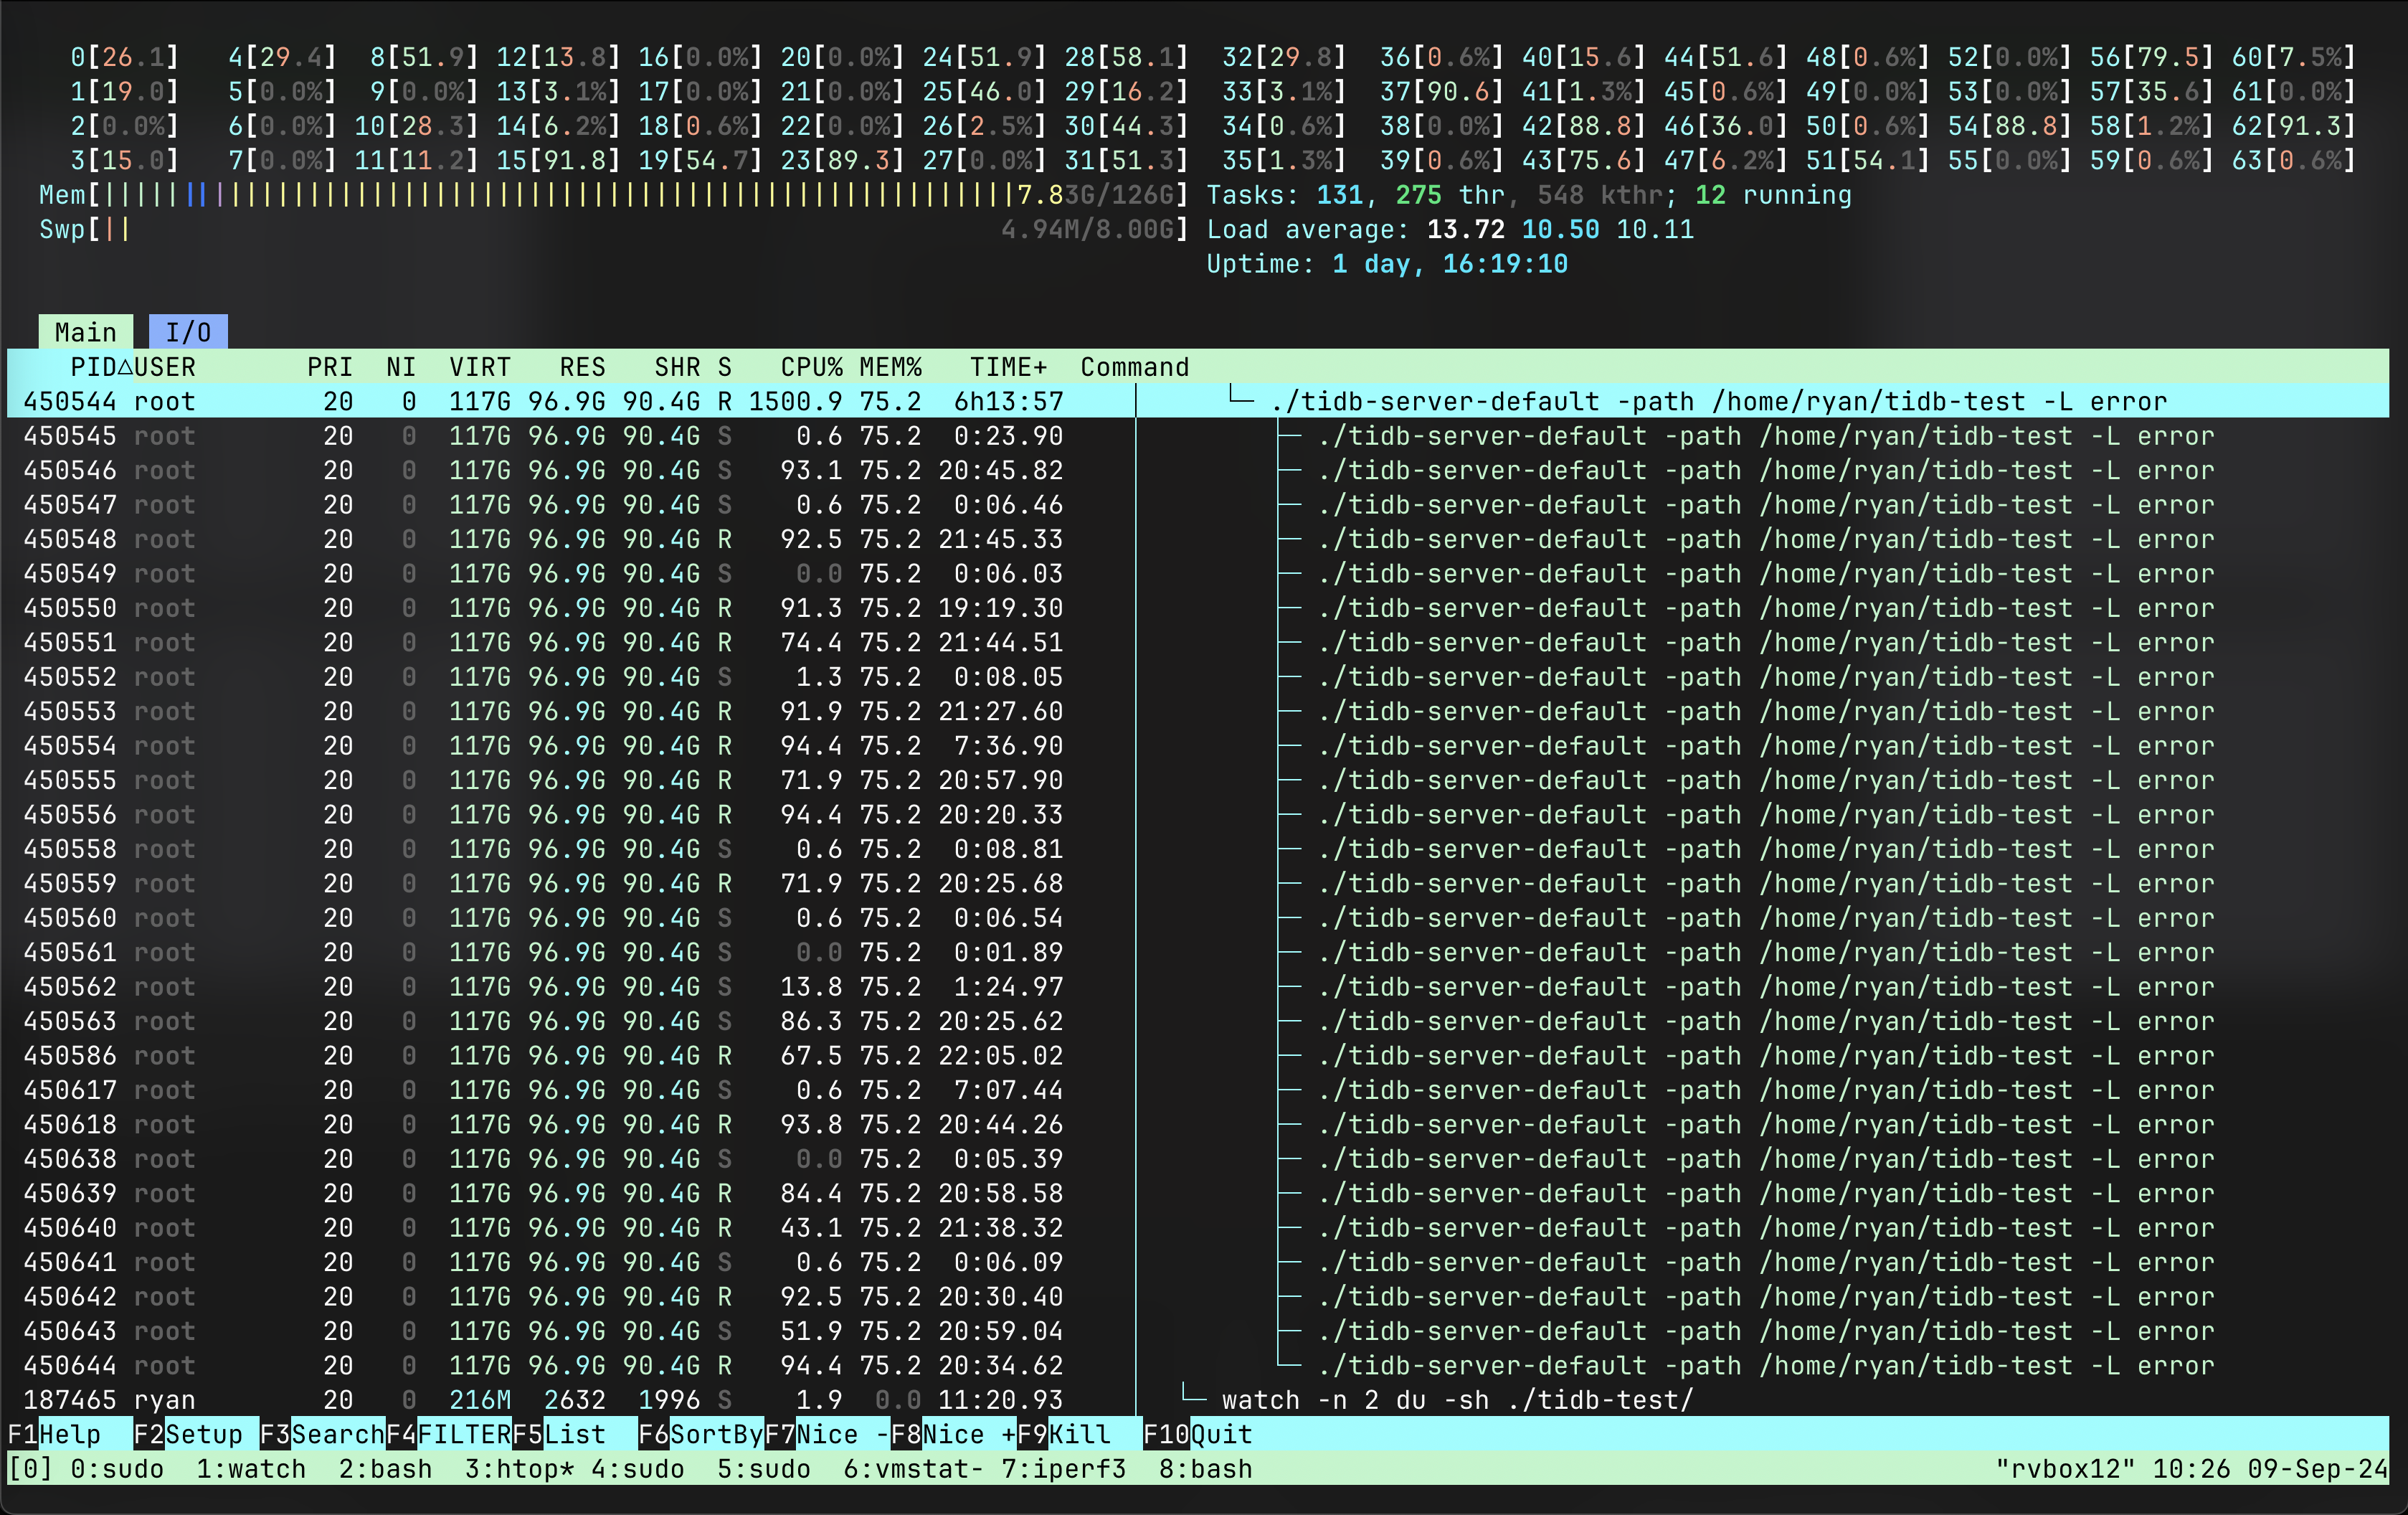 0[26.1] 4[29.4] 8[51.9] 12[13.8] 16[0.0%] 20[0.0%] 24[51.9] 28[58.1] 32[29.8] 36[0.6%] 40[15.6] 44[51.6] 48[0.6%] 52[0.0%] 56[79.5] 60[7.5%]
1[19.0] 5[0.0%] 9[0.0%] 13[3.1%] 17[0.0%] 21[0.0%] 25[46.0] 29[16.2] 33[3.1%] 37[90.6] 41[1.3%] 45[0.6%] 49[0.0%] 53[0.0%] 57[35.6] 61[0.0%]
2[0.0%] 6[0.0%] 10[28.3] 14[6.2%] 18[0.6%] 22[0.0%] 26[2.5%] 30[44.3] 34[0.6%] 38[0.0%] 42[88.8] 46[36.0] 50[0.6%] 54[88.8] 58[1.2%] 62[91.3]
3[15.0] 7[0.0%] 11[11.2] 15[91.8] 19[54.7] 23[89.3] 27[0.0%] 31[51.3] 35[1.3%] 39[0.6%] 43[75.6] 47[6.2%] 51[54.1] 55[0.0%] 59[0.6%] 63[0.6%]
Mem[||||||||||||||||||||||||||||||||||||||||||||||||||||||||||7.83G/126G] Tasks: 131, 275 thr, 548 kthr; 12 running
Swp[|| 4.94M/8.00G] Load average: 13.72 10.50 10.11
Uptime: 1 day, 16:19:10
Main I/O
PID△USER PRI NI VIRT RES SHR S CPU% MEM% TIME+ Command
450544 root 20 0 117G 96.9G 90.4G R 1500.9 75.2 6h13:57 │ └─ ./tidb-server-default -path /home/ryan/tidb-test -L error
450545 root 20 0 117G 96.9G 90.4G S 0.6 75.2 0:23.90 │ ├─ ./tidb-server-default -path /home/ryan/tidb-test -L error
450546 root 20 0 117G 96.9G 90.4G S 93.1 75.2 20:45.82 │ ├─ ./tidb-server-default -path /home/ryan/tidb-test -L error
450547 root 20 0 117G 96.9G 90.4G S 0.6 75.2 0:06.46 │ ├─ ./tidb-server-default -path /home/ryan/tidb-test -L error
450548 root 20 0 117G 96.9G 90.4G R 92.5 75.2 21:45.33 │ ├─ ./tidb-server-default -path /home/ryan/tidb-test -L error
450549 root 20 0 117G 96.9G 90.4G S 0.0 75.2 0:06.03 │ ├─ ./tidb-server-default -path /home/ryan/tidb-test -L error
450550 root 20 0 117G 96.9G 90.4G R 91.3 75.2 19:19.30 │ ├─ ./tidb-server-default -path /home/ryan/tidb-test -L error
450551 root 20 0 117G 96.9G 90.4G R 74.4 75.2 21:44.51 │ ├─ ./tidb-server-default -path /home/ryan/tidb-test -L error
450552 root 20 0 117G 96.9G 90.4G S 1.3 75.2 0:08.05 │ ├─ ./tidb-server-default -path /home/ryan/tidb-test -L error
450553 root 20 0 117G 96.9G 90.4G R 91.9 75.2 21:27.60 │ ├─ ./tidb-server-default -path /home/ryan/tidb-test -L error
450554 root 20 0 117G 96.9G 90.4G R 94.4 75.2 7:36.90 │ ├─ ./tidb-server-default -path /home/ryan/tidb-test -L error
450555 root 20 0 117G 96.9G 90.4G R 71.9 75.2 20:57.90 │ ├─ ./tidb-server-default -path /home/ryan/tidb-test -L error
450556 root 20 0 117G 96.9G 90.4G R 94.4 75.2 20:20.33 │ ├─ ./tidb-server-default -path /home/ryan/tidb-test -L error
450558 root 20 0 117G 96.9G 90.4G S 0.6 75.2 0:08.81 │ ├─ ./tidb-server-default -path /home/ryan/tidb-test -L error
450559 root 20 0 117G 96.9G 90.4G R 71.9 75.2 20:25.68 │ ├─ ./tidb-server-default -path /home/ryan/tidb-test -L error
450560 root 20 0 117G 96.9G 90.4G S 0.6 75.2 0:06.54 │ ├─ ./tidb-server-default -path /home/ryan/tidb-test -L error
450561 root 20 0 117G 96.9G 90.4G S 0.0 75.2 0:01.89 │ ├─ ./tidb-server-default -path /home/ryan/tidb-test -L error
450562 root 20 0 117G 96.9G 90.4G S 13.8 75.2 1:24.97 │ ├─ ./tidb-server-default -path /home/ryan/tidb-test -L error
450563 root 20 0 117G 96.9G 90.4G S 86.3 75.2 20:25.62 │ ├─ ./tidb-server-default -path /home/ryan/tidb-test -L error
450586 root 20 0 117G 96.9G 90.4G R 67.5 75.2 22:05.02 │ ├─ ./tidb-server-default -path /home/ryan/tidb-test -L error
450617 root 20 0 117G 96.9G 90.4G S 0.6 75.2 7:07.44 │ ├─ ./tidb-server-default -path /home/ryan/tidb-test -L error
450618 root 20 0 117G 96.9G 90.4G R 93.8 75.2 20:44.26 │ ├─ ./tidb-server-default -path /home/ryan/tidb-test -L error
450638 root 20 0 117G 96.9G 90.4G S 0.0 75.2 0:05.39 │ ├─ ./tidb-server-default -path /home/ryan/tidb-test -L error
450639 root 20 0 117G 96.9G 90.4G R 84.4 75.2 20:58.58 │ ├─ ./tidb-server-default -path /home/ryan/tidb-test -L error
450640 root 20 0 117G 96.9G 90.4G R 43.1 75.2 21:38.32 │ ├─ ./tidb-server-default -path /home/ryan/tidb-test -L error
450641 root 20 0 117G 96.9G 90.4G S 0.6 75.2 0:06.09 │ ├─ ./tidb-server-default -path /home/ryan/tidb-test -L error
450642 root 20 0 117G 96.9G 90.4G R 92.5 75.2 20:30.40 │ ├─ ./tidb-server-default -path /home/ryan/tidb-test -L error
450643 root 20 0 117G 96.9G 90.4G S 51.9 75.2 20:59.04 │ ├─ ./tidb-server-default -path /home/ryan/tidb-test -L error
450644 root 20 0 117G 96.9G 90.4G R 94.4 75.2 20:34.62 │ └─ ./tidb-server-default -path /home/ryan/tidb-test -L error
187465 ryan 20 0 216M 2632 1996 S 1.9 0.0 11:20.93 │ └─ watch -n 2 du -sh ./tidb-test/
F1Help F2Setup F3SearchF4FILTERF5List F6SortByF7Nice -F8Nice +F9Kill F10Quit
[0] 0:sudo 1:watch 2:bash 3:htop* 4:sudo 5:sudo 6:vmstat- 7:iperf3 8:bash "rvbox12" 10:26 09-Sep-24